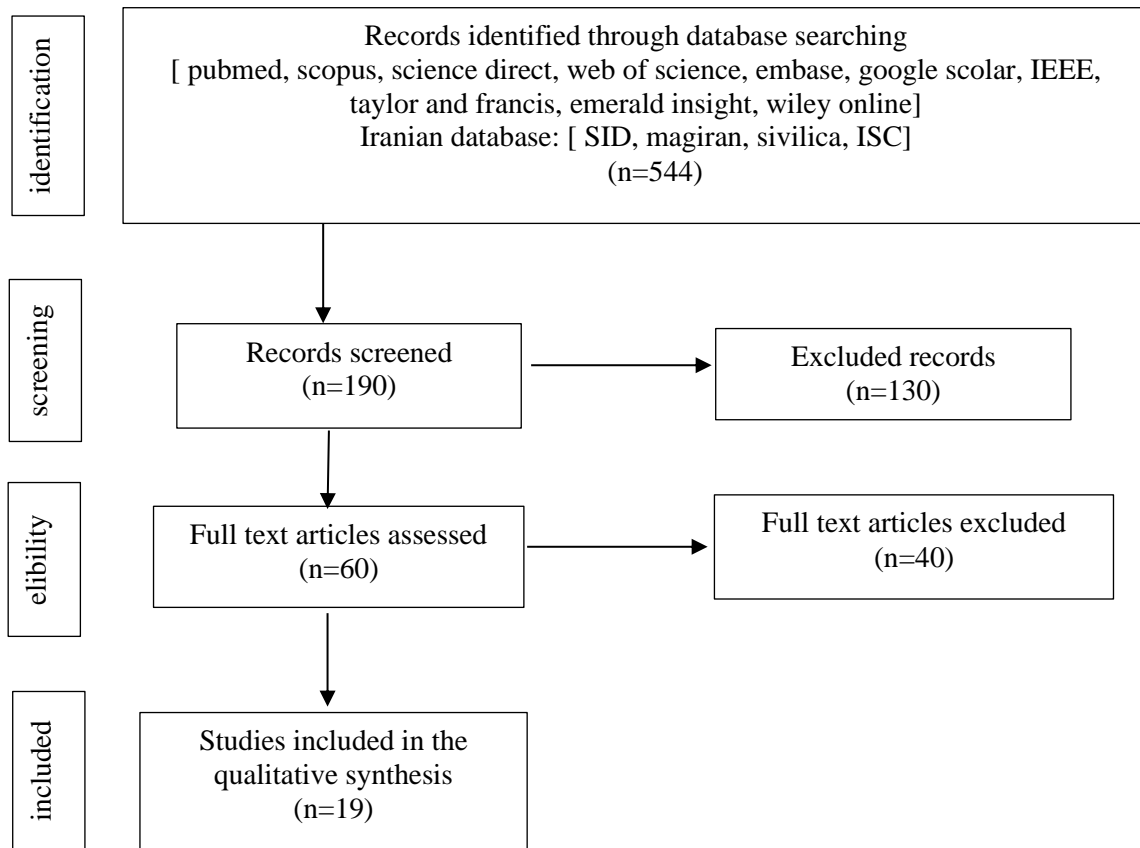 identification
Records identified through database searching
[ pubmed, scopus, science direct, web of science, embase, google scolar, IEEE,
taylor and francis, emerald insight, wiley online]
Iranian database: [ SID, magiran, sivilica, ISC]
(n=544)
screening
Records screened
(n=190)
Excluded records
(n=130)
elibility
Full text articles assessed
(n=60)
Full text articles excluded
(n=40)
included
Studies included in the
qualitative synthesis
(n=19)